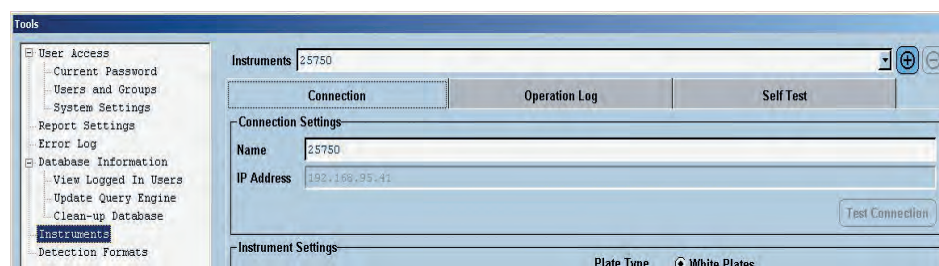 Tools
User Access
Current Password
Users and Groups
System Settings
Report Settings
Error Log
Database Information
View Logged In Users
Update Query Engine
Clean-up Database
Instruments
Detection Formats
Instruments 25750
Connection Operation Log Self Test
Connection Settings
Name 25750
IP Address 192.168.95.41
Test Connection
Instrument Settings
Plate Type White Plates